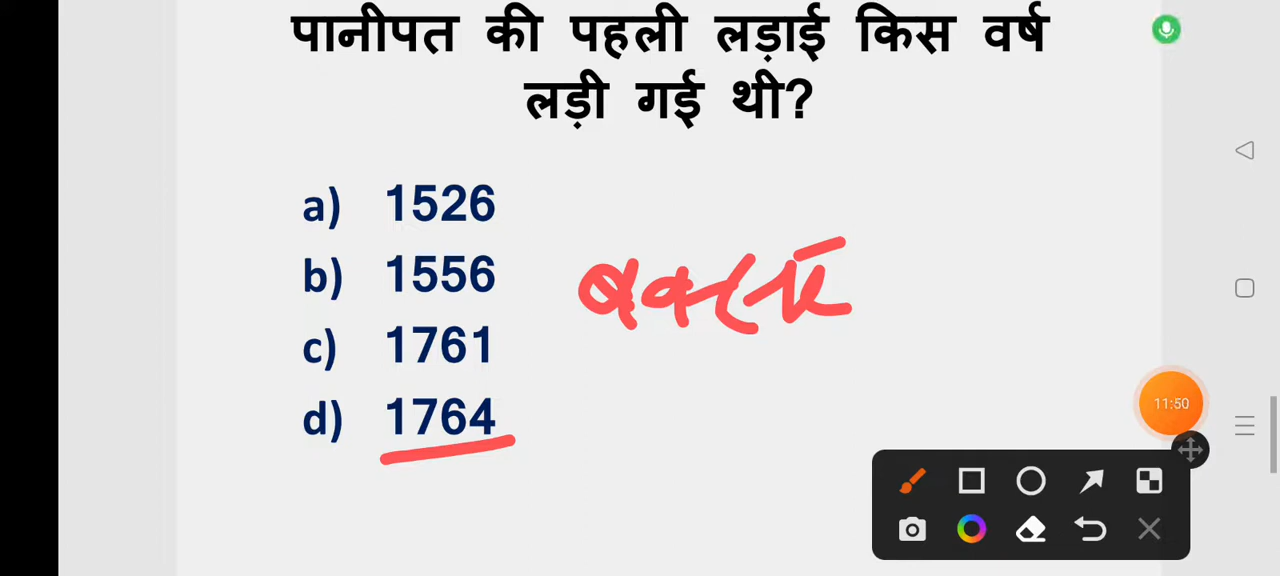 पानीपत की पहली लड़ाई किस वर्ष
लड़ी गई थी?
a) 1526
b) 1556
c) 1761
d) 1764
11:50